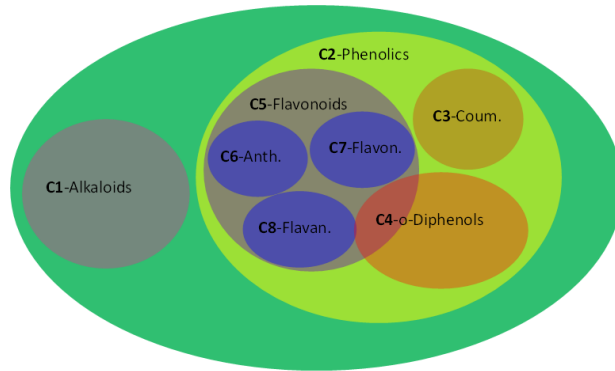 C2-Phenolics
C5-Flavonoids
C3-Coum.
C7-Flavon.
C6-Anth.
C1-Alkaloids
C4-o-Diphenols
C8-Flavan.